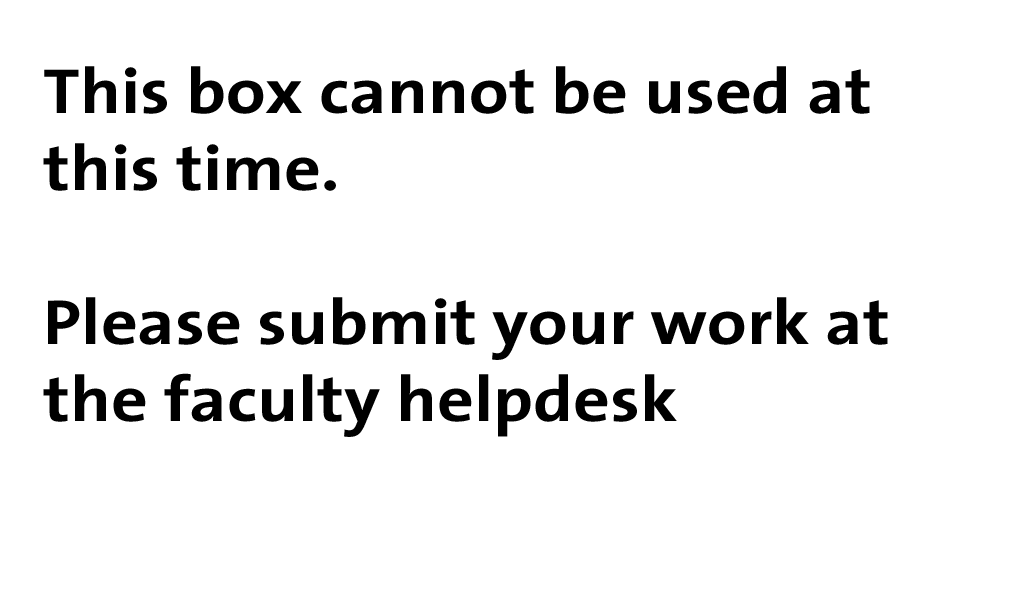 This box cannot be used at
this time.
Please submit your work at
the faculty helpdesk